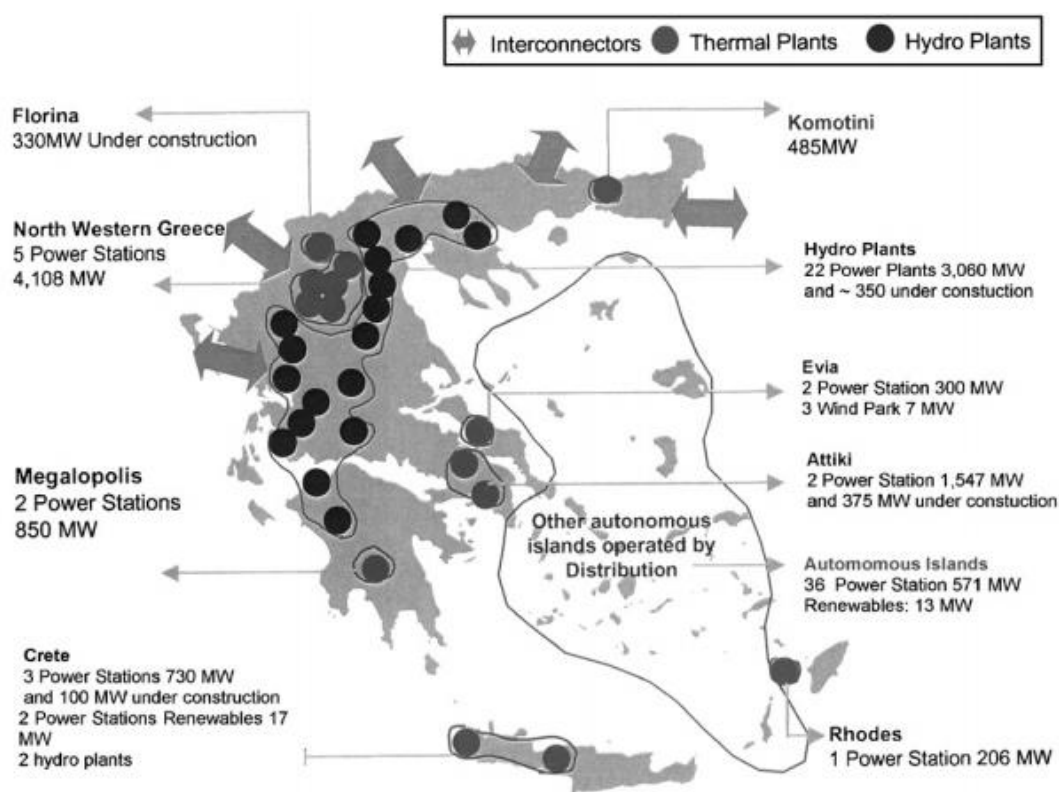 Interconnectors Thermal Plants Hydro Plants
Florina
330MW Under construction
Komotini
485MW
North Western Greece
5 Power Stations
4,108 MW
Hydro Plants
22 Power Plants 3,060 MW
and ~ 350 under constuction
Evia
2 Power Station 300 MW
3 Wind Park 7 MW
Megalopolis
2 Power Stations
850 MW
Attiki
2 Power Station 1,547 MW
and 375 MW under constuction
Other autonomous
islands operated by
Distribution
Automomous Islands
36 Power Station 571 MW
Renewables: 13 MW
Crete
3 Power Stations 730 MW
and 100 MW under construction
2 Power Stations Renewables 17
MW
2 hydro plants
Rhodes
1 Power Station 206 MW